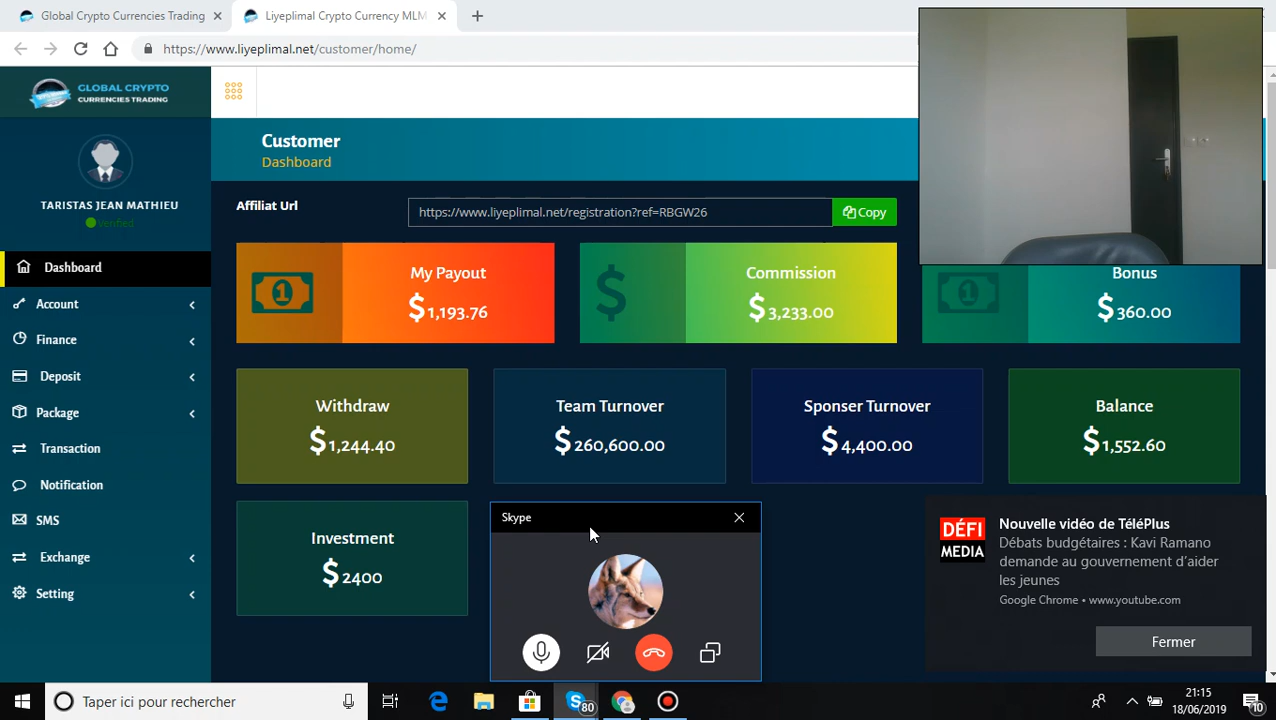 Global Crypto Currencies Trading
Liyeplimal Crypto Currency MLM
https://www.liyeplimal.net/customer/home/
GLOBAL CRYPTO
CURRENCIES TRADING
TARISTAS JEAN MATHIEU
Verified
Dashboard
Account
Finance
Deposit
Package
Transaction
Notification
SMS
Exchange
Setting
Customer
Dashboard
Affiliat Url
https://www.liyeplimal.net/registration?ref=RBGW26
Copy
My Payout
$1,193.76
Commission
$3,233.00
Bonus
$360.00
Withdraw
$1,244.40
Team Turnover
$260,600.00
Sponser Turnover
$4,400.00
Balance
$1,552.60
Investment
$2400
Skype
DÉFI
MEDIA
Nouvelle vidéo de TéléPlus
Débats budgétaires : Kavi Ramano
demande au gouvernement d'aider
les jeunes
Google Chrome • www.youtube.com
Fermer
Taper ici pour rechercher
80
21:15
18/06/2019
10